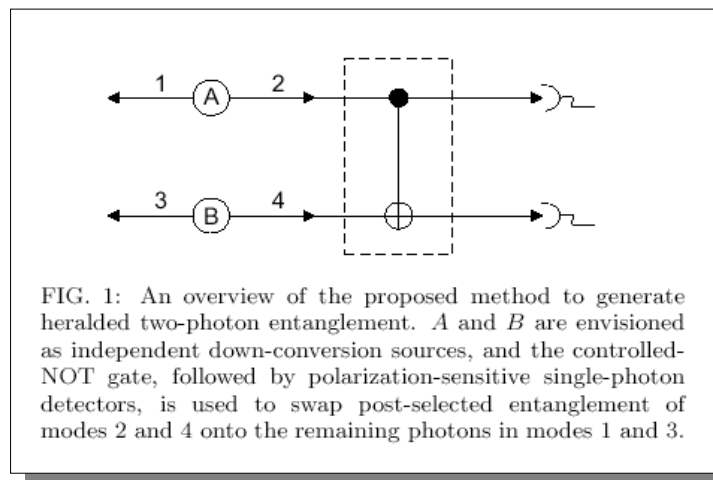 1 A 2
3 B 4
FIG. 1: An overview of the proposed method to generate
heralded two-photon entanglement. A and B are envisioned
as independent down-conversion sources, and the controlled-
NOT gate, followed by polarization-sensitive single-photon
detectors, is used to swap post-selected entanglement of
modes 2 and 4 onto the remaining photons in modes 1 and 3.